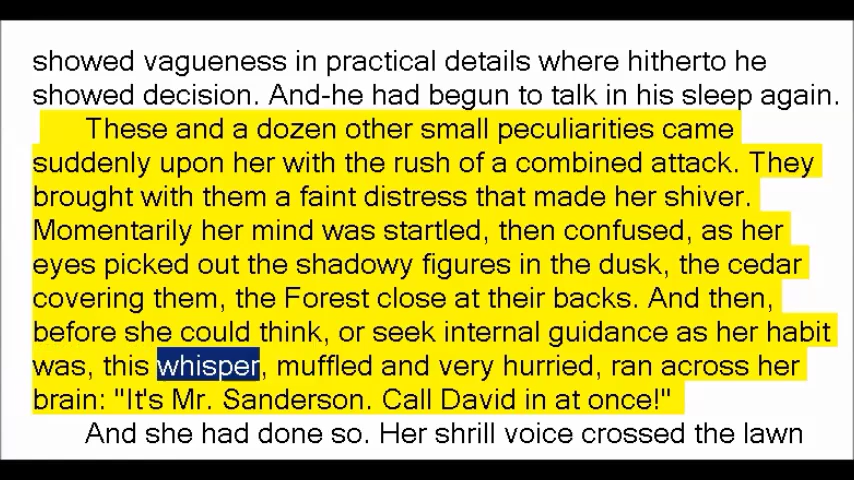 showed vagueness in practical details where hitherto he
showed decision. And-he had begun to talk in his sleep again.
These and a dozen other small peculiarities came
suddenly upon her with the rush of a combined attack. They
brought with them a faint distress that made her shiver.
Momentarily her mind was startled, then confused, as her
eyes picked out the shadowy figures in the dusk, the cedar
covering them, the Forest close at their backs. And then,
before she could think, or seek internal guidance as her habit
was, this whisper, muffled and very hurried, ran across her
brain: "It's Mr. Sanderson. Call David in at once!"
And she had done so. Her shrill voice crossed the lawn